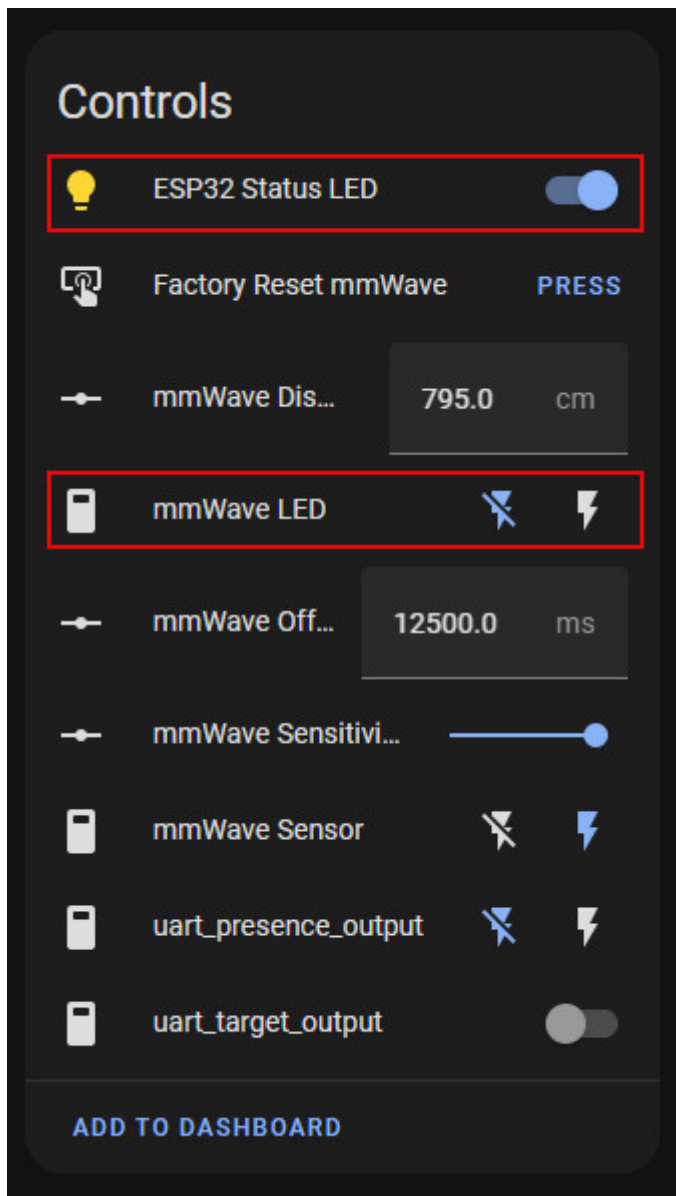 Controls
ESP32 Status LED
Factory Reset mmWave PRESS
mmWave Dis... 795.0 cm
mmWave LED
mmWave Off... 12500.0 ms
mmWave Sensitivi...
mmWave Sensor
uart_presence_output
uart_target_output
ADD TO DASHBOARD